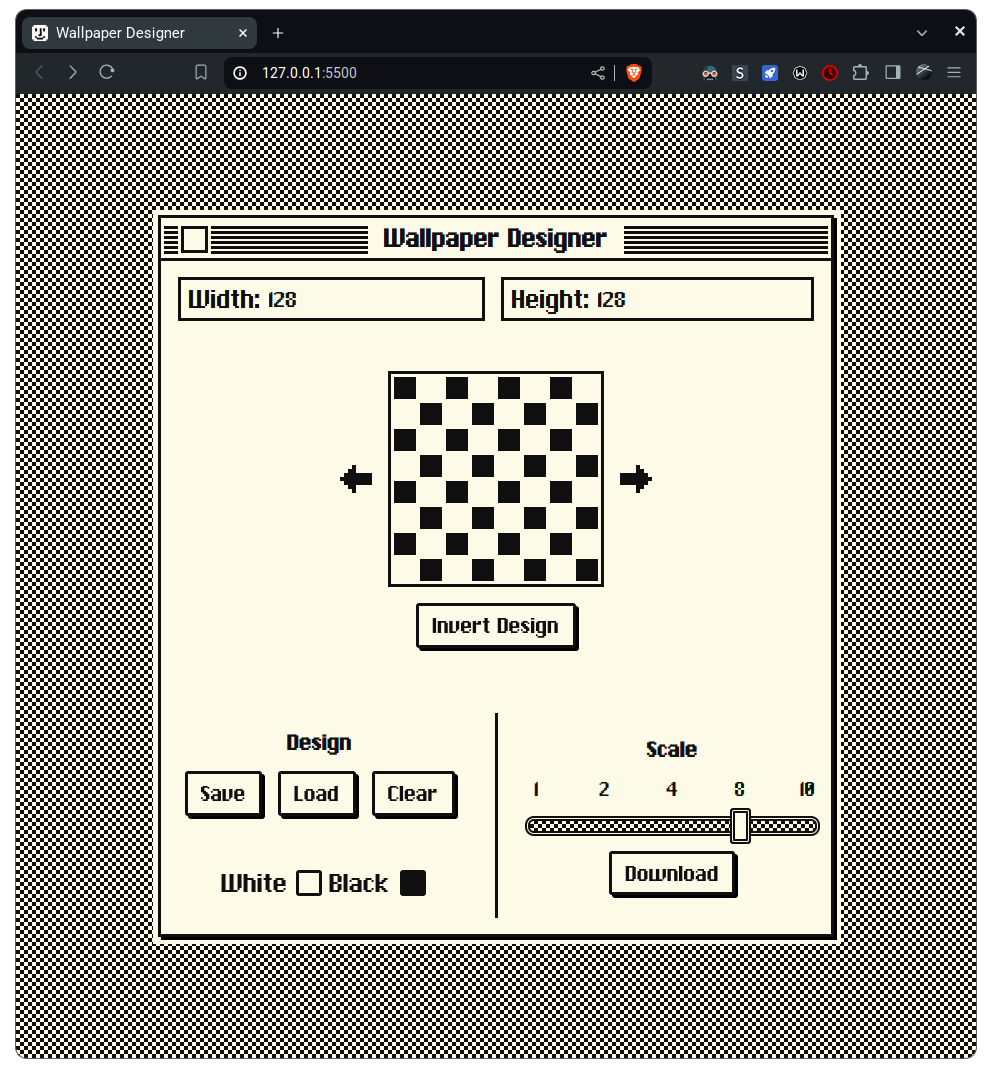 Wallpaper Designer
127.0.0.1:5500
S
Wallpaper Designer
Width: 128
Height: 128
Invert Design
Design
Save
Load
Clear
White
Black
Scale
1 2 4 8 10
Download